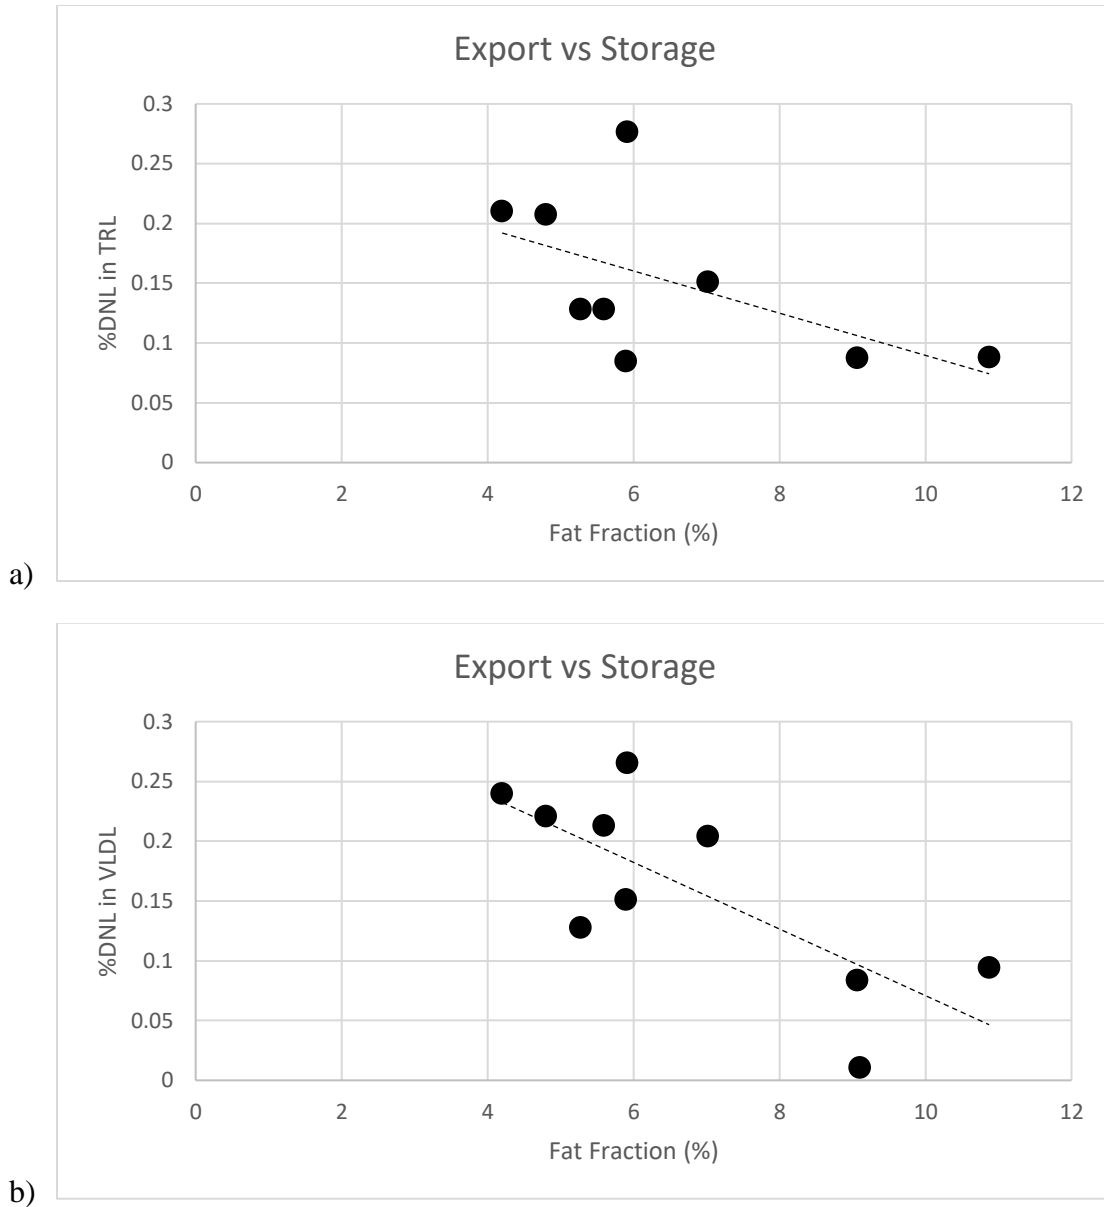 Export vs Storage
0.3
0.25
0.2
0.15
0.1
0.05
0
%DNL in TRL
0 2 4 6 8 10 12
Fat Fraction (%)
a)
Export vs Storage
0.3
0.25
0.2
0.15
0.1
0.05
0
%DNL in VLDL
0 2 4 6 8 10 12
Fat Fraction (%)
b)